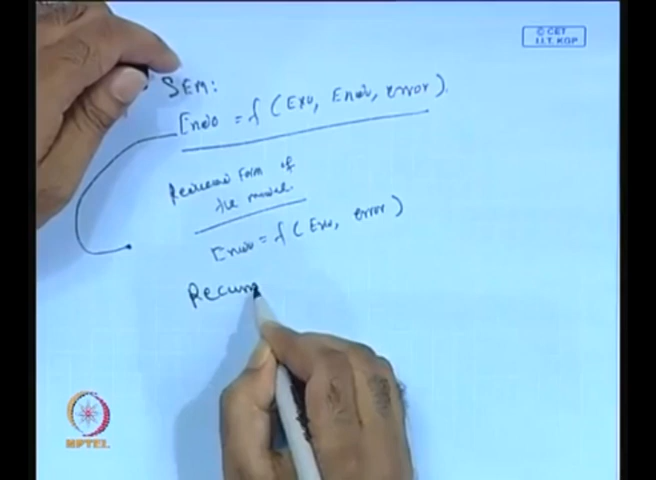 © CET
I.I.T. KGP
SEM:
Endo = f (Exo, Endo, error).
Reduced Form of
the model.
Endo = f (Exo, error)
Recur
NPTEL